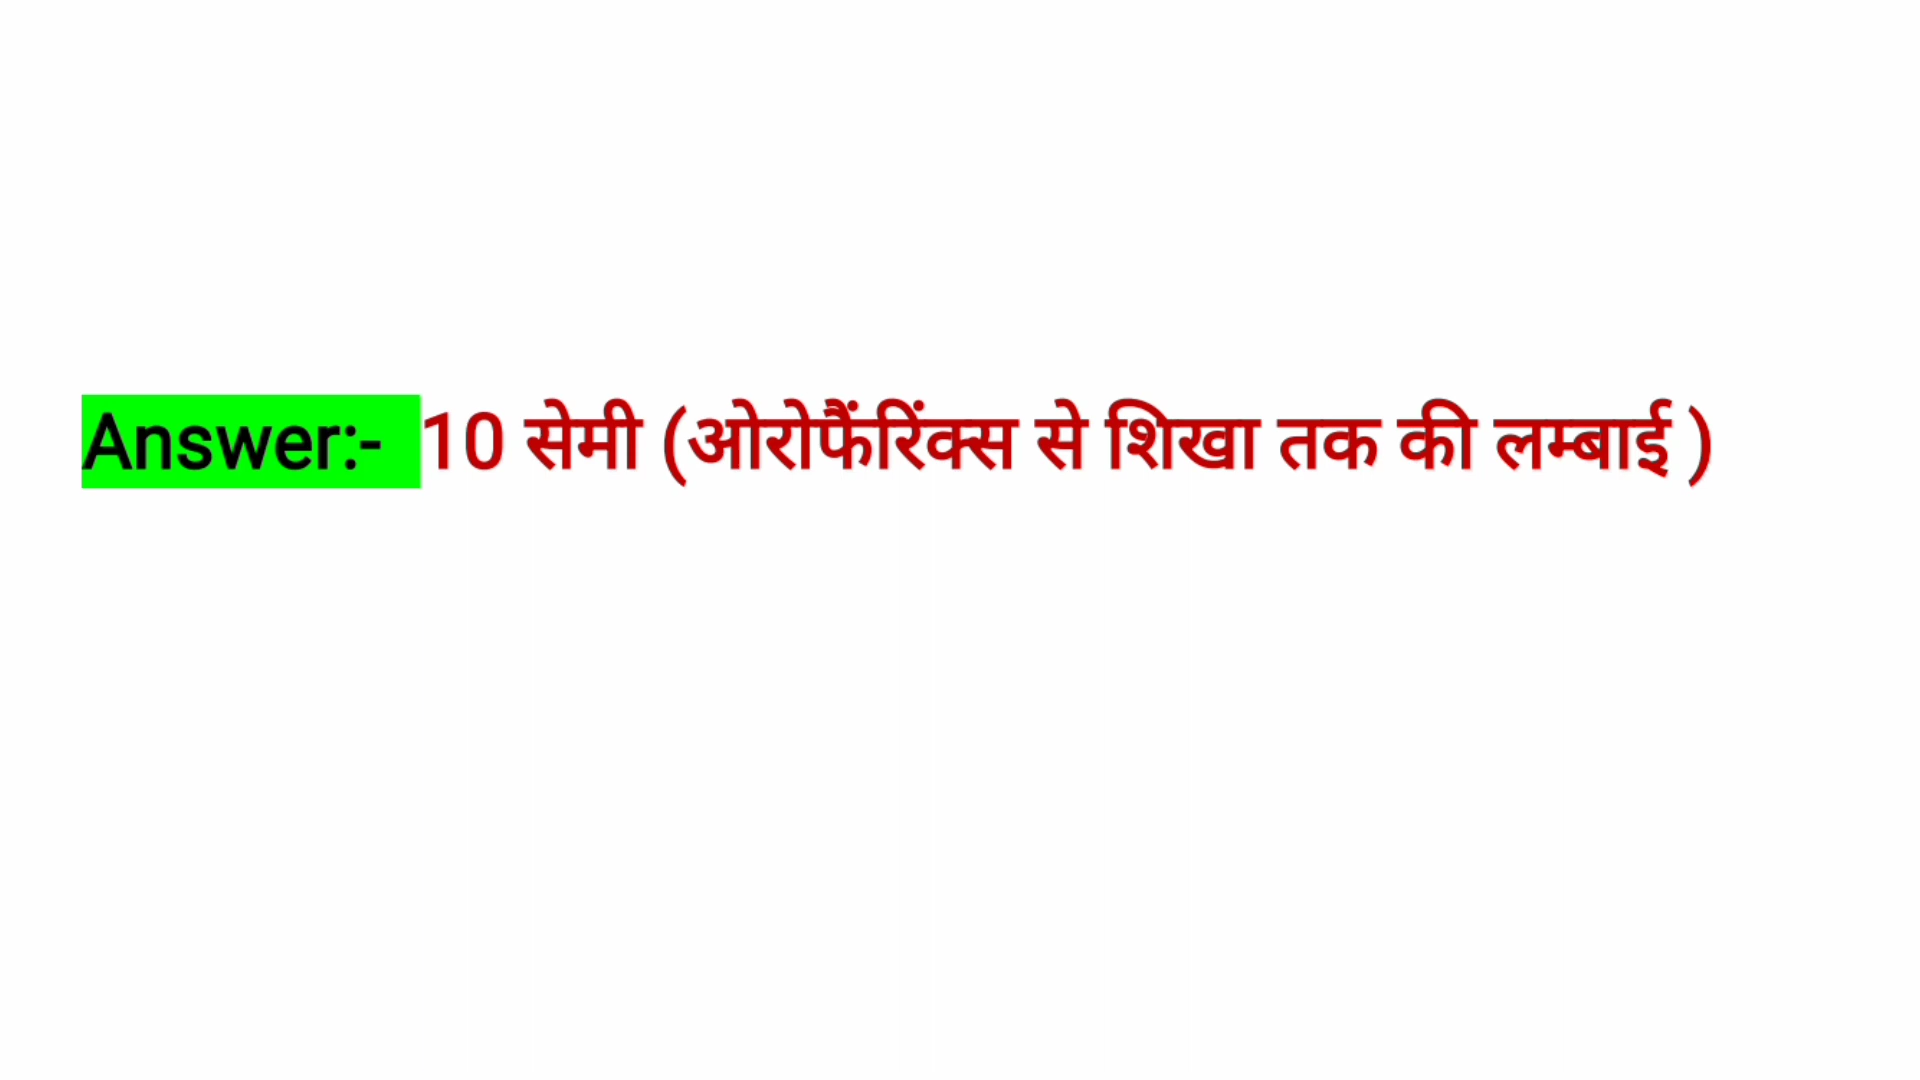 Answer:- 10 सेमी (ओरोफैंरिंक्स से शिखा तक की लम्बाई )